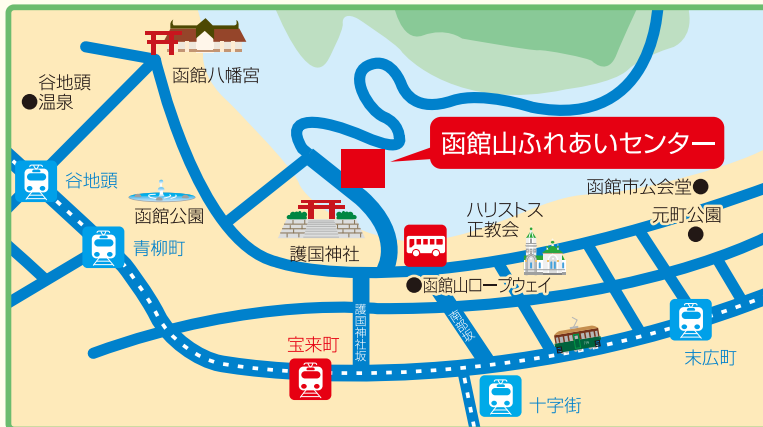 函館八幡宮
谷地頭
温泉
函館山ふれあいセンター
谷地頭
函館公園
青柳町
護国神社
ハリストス
正教会
函館市公会堂
元町公園
函館山ロープウェイ
護国神社坂
南部坂
宝来町
末広町
十字街